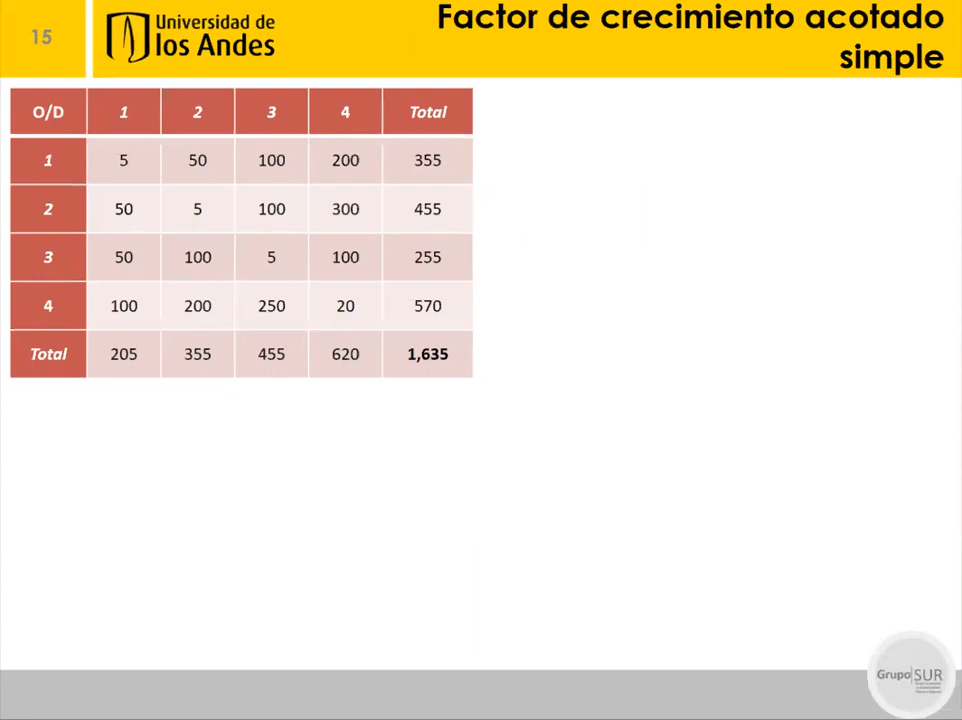 15
Universidad de
los Andes
Factor de crecimiento acotado
simple
O/D 1 2 3 4 Total
1 5 50 100 200 355
2 50 5 100 300 455
3 50 100 5 100 255
4 100 200 250 20 570
Total 205 355 455 620 1,635
Grupo SUR